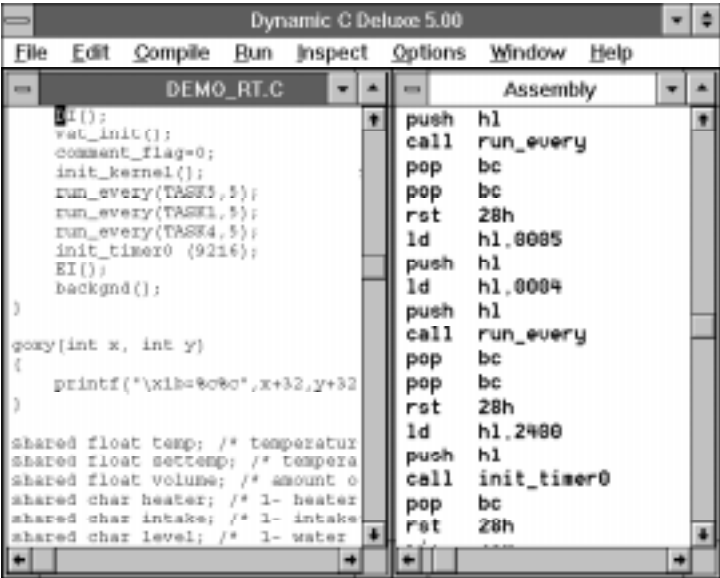 Dynamic C Deluxe 5.00
File Edit Compile Run Inspect Options Window Help
DEMO_RT.C
DI();
vat_init();
comment_flag=0;
init_kernel();
run_every(TASK5,5);
run_every(TASK1,5);
run_every(TASK4,5);
init_timer0 (9216);
EI();
backgnd();
}
goxy(int x, int y)
{
printf("\x1b=%c%c",x+32,y+32
}
shared float temp; /* temperatur
shared float settemp; /* tempera
shared float volume; /* amount o
shared char heater; /* 1- heater
shared char intake; /* 1- intake
shared char level; /* 1- water
Assembly
push hl
call run_every
pop bc
pop bc
rst 28h
ld hl,0005
push hl
ld hl,0004
push hl
call run_every
pop bc
pop bc
rst 28h
ld hl,2400
push hl
call init_timer0
pop bc
rst 28h